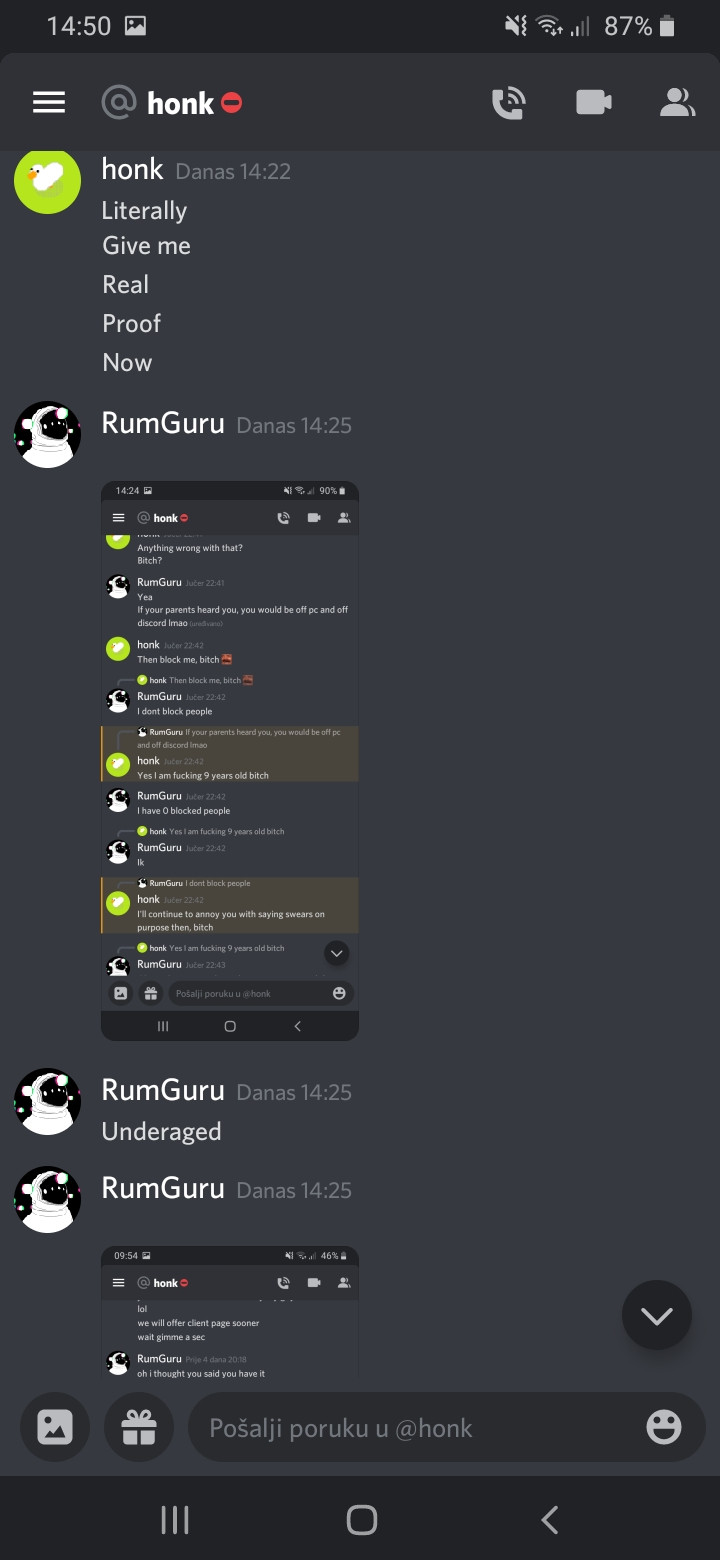 14:50 87%
@ honk
honk Danas 14:22
Literally
Give me
Real
Proof
Now
RumGuru Danas 14:25
14:24 90%
@ honk
Anything wrong with that?
Bitch?
RumGuru Jučer 22:41
Yea
If your parents heard you, you would be off pc and off
discord lmao (uređivano)
honk Jučer 22:42
Then block me, bitch
honk Then block me, bitch
RumGuru Jučer 22:42
I dont block people
RumGuru If your parents heard you, you would be off pc
and off discord lmao
honk Jučer 22:42
Yes I am fucking 9 years old bitch
RumGuru Jučer 22:42
I have 0 blocked people
honk Yes I am fucking 9 years old bitch
RumGuru Jučer 22:42
Ik
RumGuru I dont block people
honk Jučer 22:42
I'll continue to annoy you with saying swears on
purpose then, bitch
honk Yes I am fucking 9 years old bitch
RumGuru Jučer 22:43
Pošalji poruku u @honk
RumGuru Danas 14:25
Underaged
RumGuru Danas 14:25
09:54 46%
@ honk
lol
we will offer client page sooner
wait gimme a sec
RumGuru Prije 4 dana 20:18
oh i thought you said you have it
Pošalji poruku u @honk